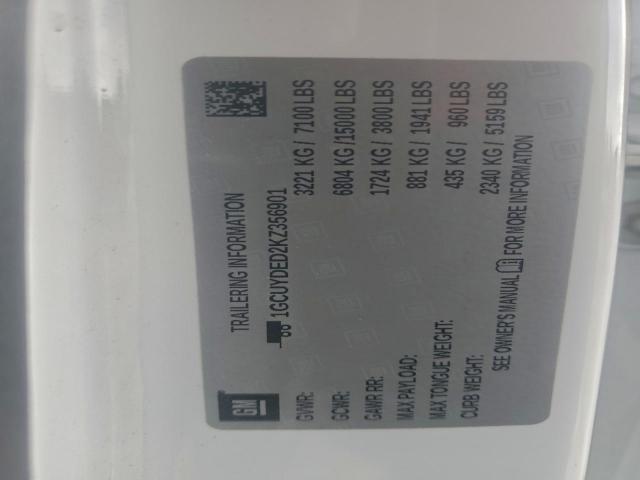 TRAILERING INFORMATION
GM 1GCUYDED2KZ356901
GVWR: 3221 KG / 7100 LBS
GCWR: 6804 KG /15000 LBS
GAWR RR: 1724 KG / 3800 LBS
MAX PAYLOAD: 881 KG / 1941 LBS
MAX TONGUE WEIGHT: 435 KG / 960 LBS
CURB WEIGHT: 2340 KG / 5159 LBS
SEE OWNER'S MANUAL FOR MORE INFORMATION